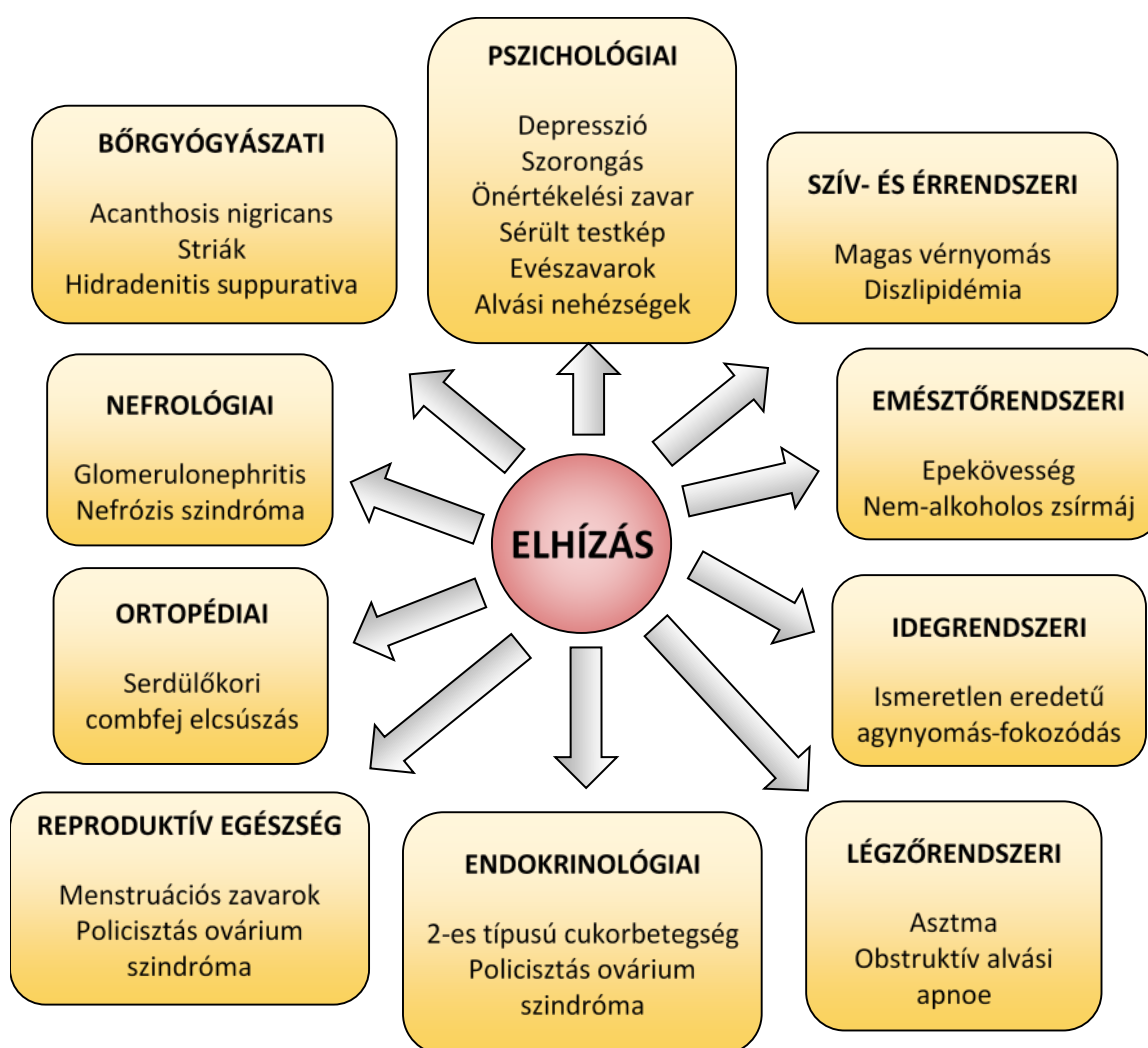 PSZICHOLÓGIAI
Depresszió
Szorongás
Önértékelési zavar
Sérült testkép
Evészavarok
Alvási nehézségek
BŐRGYÓGYÁSZATI
Acanthosis nigricans
Striák
Hidradenitis suppurativa
SZÍV- ÉS ÉRRENDSZERI
Magas vérnyomás
Diszlipidémia
NEFROLÓGIAI
Glomerulonephritis
Nefrózis szindróma
EMÉSZTŐRENDSZERI
Epekövesség
Nem-alkoholos zsírmáj
ELHÍZÁS
ORTOPÉDIAI
Serdülőkori
combfej elcsúszás
IDEGRENDSZERI
Ismeretlen eredetű
agynyomás-fokozódás
REPRODUKTÍV EGÉSZSÉG
Menstruációs zavarok
Policisztás ovárium
szindróma
ENDOKRINOLÓGIAI
2-es típusú cukorbetegség
Policisztás ovárium
szindróma
LÉGZŐRENDSZERI
Asztma
Obstruktív alvási
apnoe